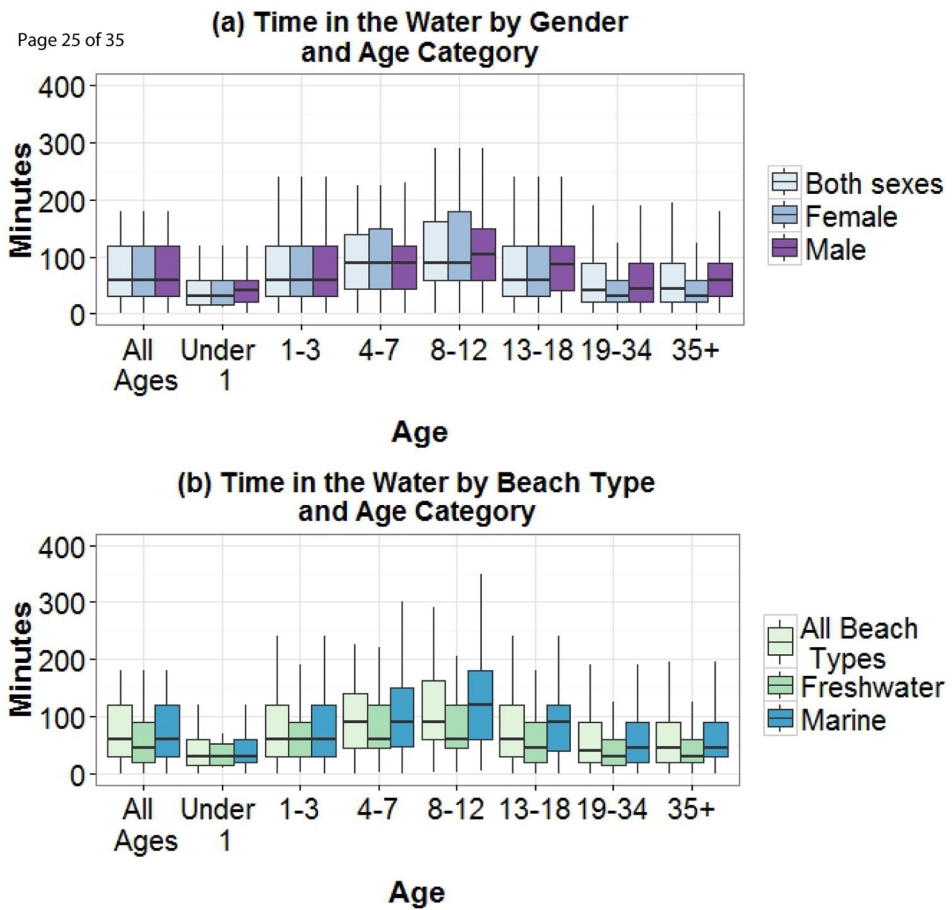 Page 25 of 35
(a) Time in the Water by Gender
and Age Category
Minutes
400
300
200
100
0
All
Ages
Under
1
1-3
4-7
8-12
13-18
19-34
35+
Age
Both sexes
Female
Male
(b) Time in the Water by Beach Type
and Age Category
Minutes
400
300
200
100
0
All
Ages
Under
1
1-3
4-7
8-12
13-18
19-34
35+
Age
All Beach
Types
Freshwater
Marine